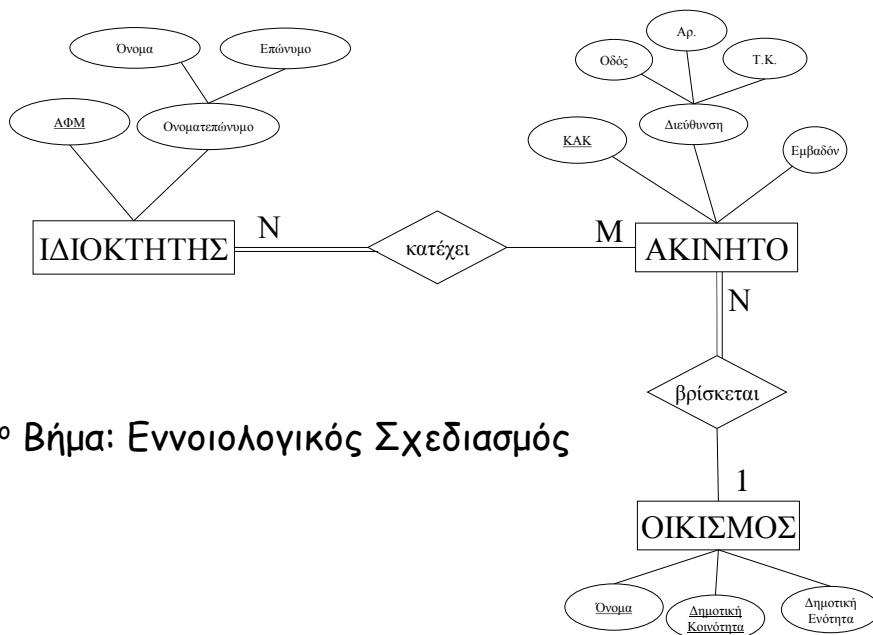 Όνομα
Επώνυμο
ΑΦΜ
Ονοματεπώνυμο
Αρ.
Οδός
Τ.Κ.
Διεύθυνση
ΚΑΚ
Εμβαδόν
ΙΔΙΟΚΤΗΤΗΣ
Ν
κατέχει
Μ
ΑΚΙΝΗΤΟ
Ν
βρίσκεται
ο Βήμα: Εννοιολογικός Σχεδιασμός
1
ΟΙΚΙΣΜΟΣ
Όνομα
Δημοτική
Κοινότητα
Δημοτική
Ενότητα